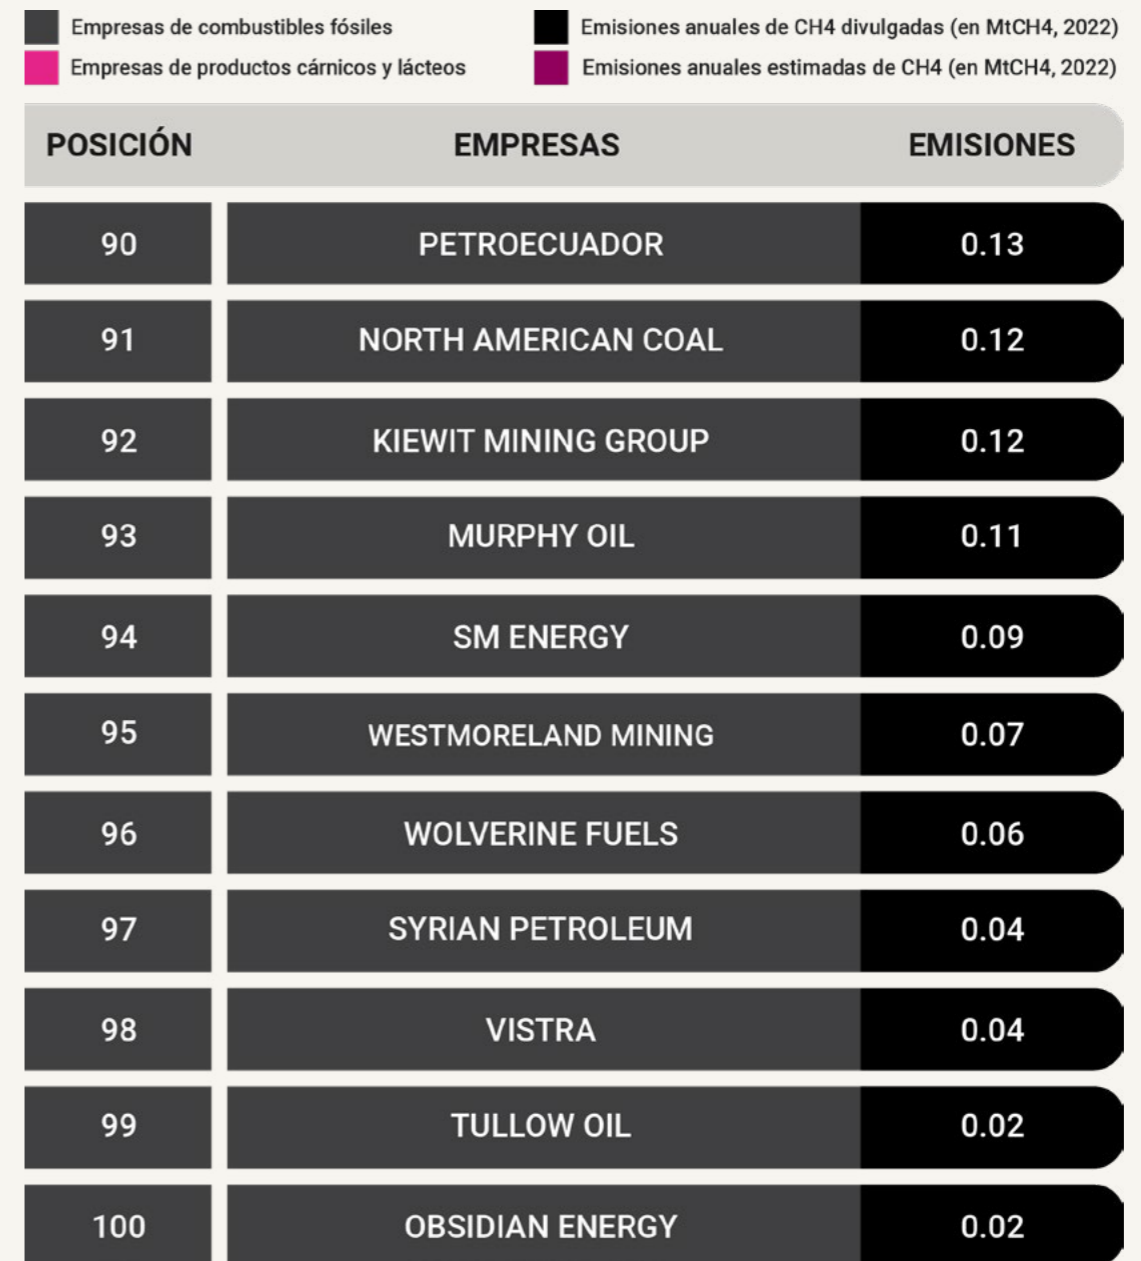 Empresas de combustibles fósiles
Emisiones anuales de CH4 divulgadas (en MtCH4, 2022)
Empresas de productos cárnicos y lácteos
Emisiones anuales estimadas de CH4 (en MtCH4, 2022)
POSICIÓN EMPRESAS EMISIONES
90 PETROECUADOR 0.13
91 NORTH AMERICAN COAL 0.12
92 KIEWIT MINING GROUP 0.12
93 MURPHY OIL 0.11
94 SM ENERGY 0.09
95 WESTMORELAND MINING 0.07
96 WOLVERINE FUELS 0.06
97 SYRIAN PETROLEUM 0.04
98 VISTRA 0.04
99 TULLOW OIL 0.02
100 OBSIDIAN ENERGY 0.02